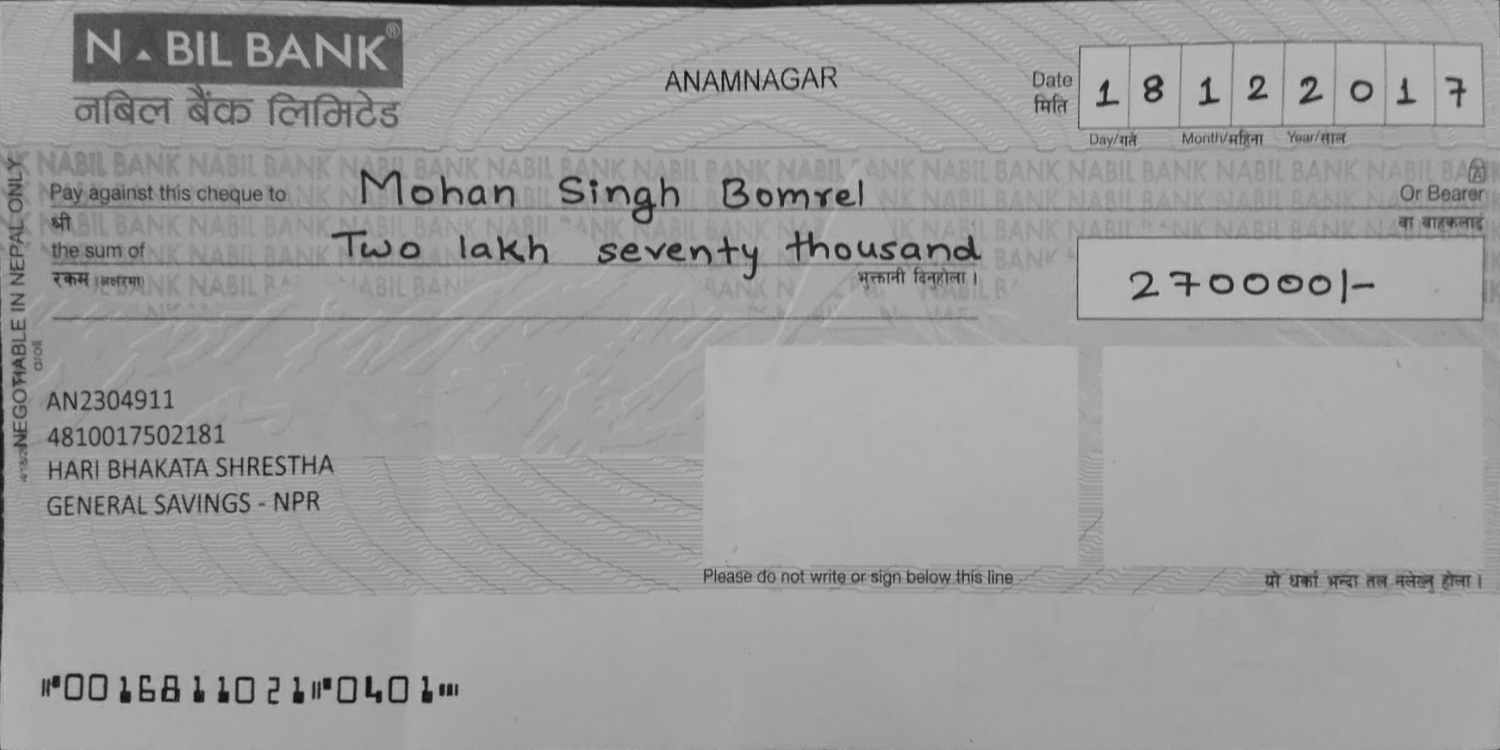 NABIL BANK®
नबिल बैंक लिमिटेड
ANAMNAGAR
Date
मिति
1 8 1 2 2 0 1 7
Day/गते Month/महिना Year/साल
Pay against this cheque to Mohan Singh Bomrel Or Bearer
श्री वा बाहकलाई
the sum of Two lakh seventy thousand
रकम (अक्षरमा) भुक्तानी दिनुहोला ।
270000/-
NEGOTIABLE IN NEPAL ONLY
AN2304911
4810017502181
HARI BHAKATA SHRESTHA
GENERAL SAVINGS - NPR
Please do not write or sign below this line
यो धर्का भन्दा तल नलेख्नु होला ।
⑈0016811021⑈0401⑈